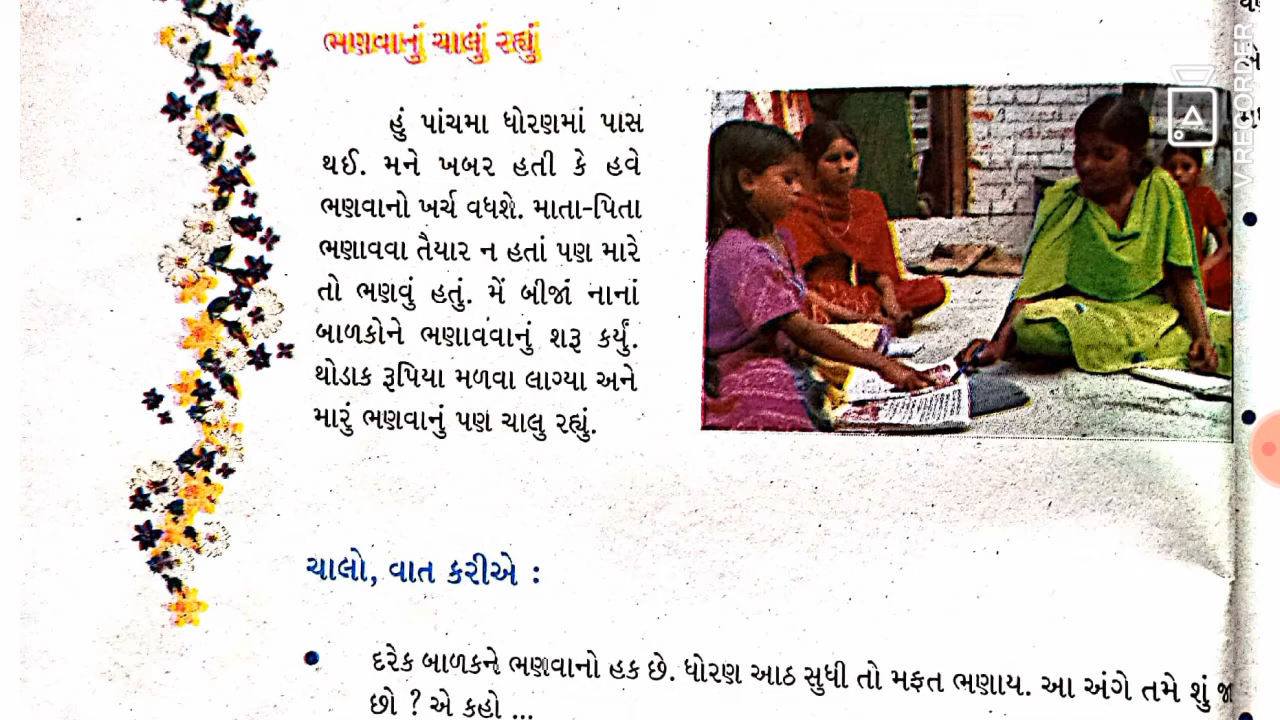 ભણવાનું ચાલું રહ્યું
હું પાંચમા ધોરણમાં પાસ
થઈ. મને ખબર હતી કે હવે
ભણવાનો ખર્ચ વધશે. માતા-પિતા
ભણાવવા તૈયાર ન હતાં પણ મારે
તો ભણવું હતું. મેં બીજાં નાનાં
બાળકોને ભણાવવાનું શરૂ કર્યું.
થોડાક રૂપિયા મળવા લાગ્યા અને
મારું ભણવાનું પણ ચાલુ રહ્યું.
ચાલો, વાત કરીએ :
દરેક બાળકને ભણવાનો હક છે. ધોરણ આઠ સુધી તો મફત ભણાય. આ અંગે તમે શું
છો ? એ કહો ...
V RECORDER